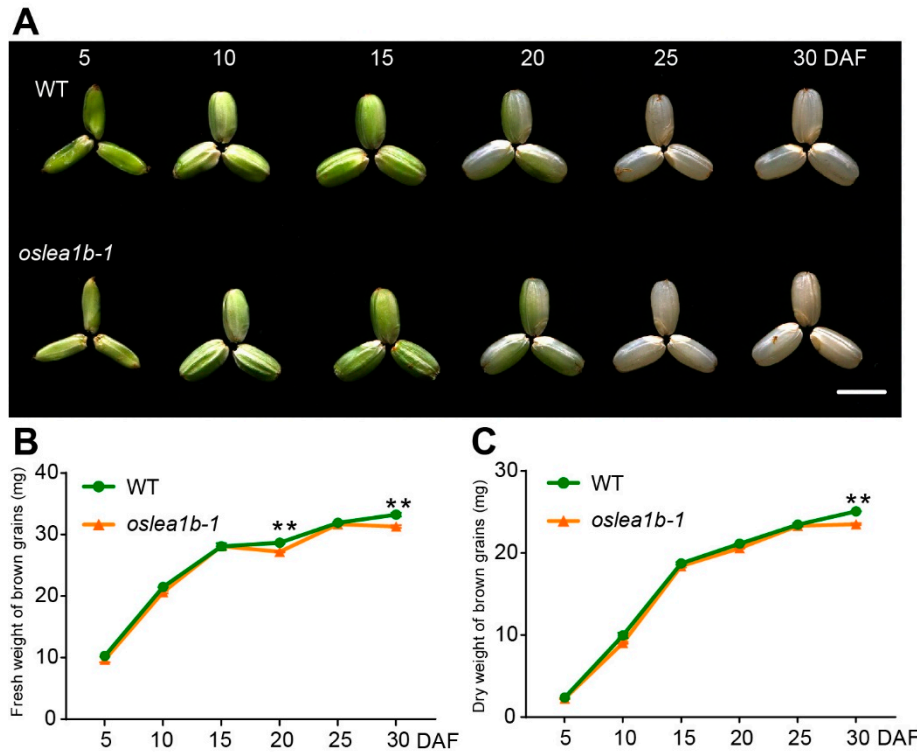 A
5 10 15 20 25 30 DAF
WT
oslea1b-1
B
Fresh weight of brown grains (mg)
40
30
20
10
0
WT
oslea1b-1
**
**
5 10 15 20 25 30 DAF
C
Dry weight of brown grains (mg)
30
20
10
0
WT
oslea1b-1
**
5 10 15 20 25 30 DAF